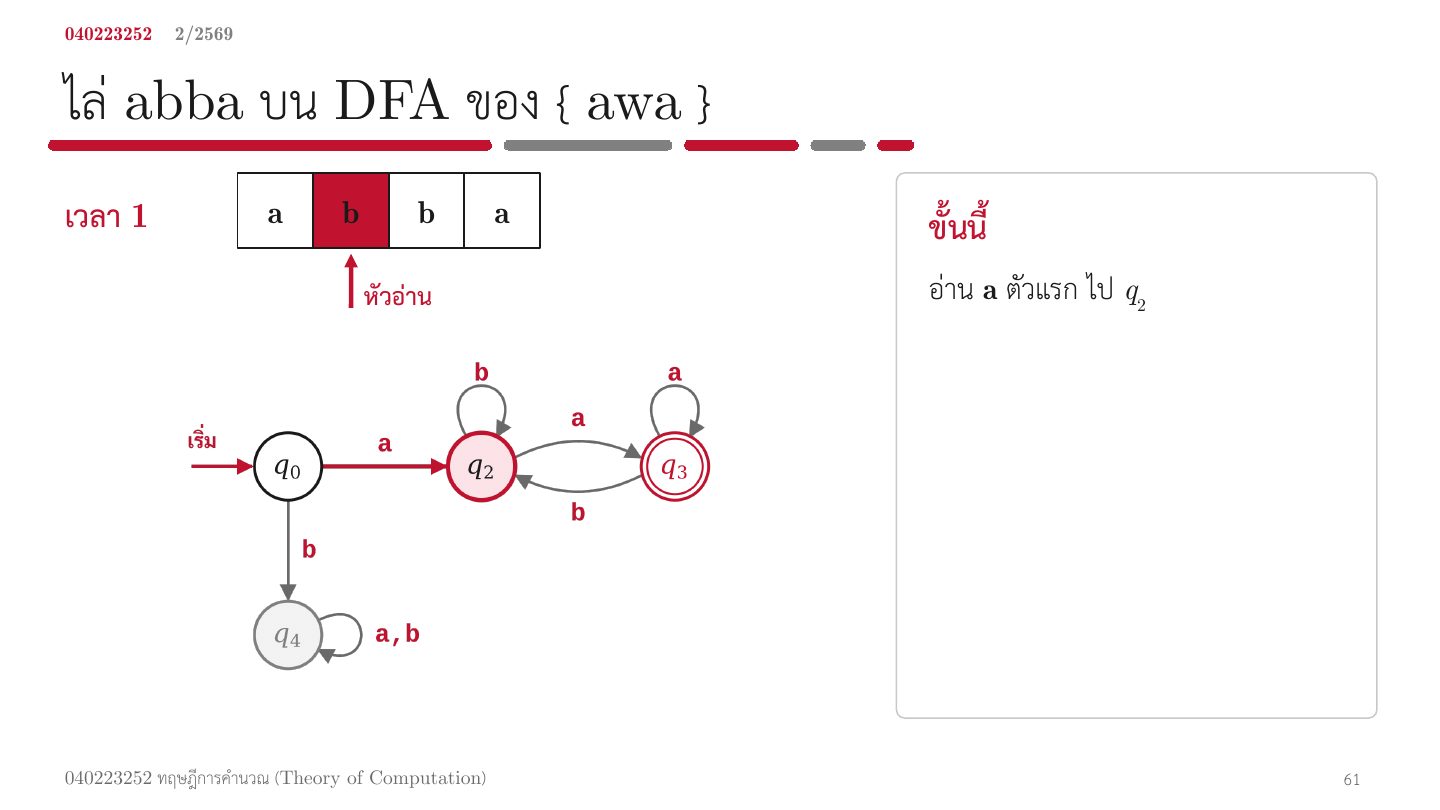 040223252 2/2569
ไล่ abba บน DFA ของ { awa }
เวลา 1
a b b a
หัวอ่าน
ขั้นนี้
อ่าน a ตัวแรก ไป q2
b
a
a
เริ่ม
a
q0
q2
q3
b
b
q4
a,b
040223252 ทฤษฎีการคำนวณ (Theory of Computation)
61